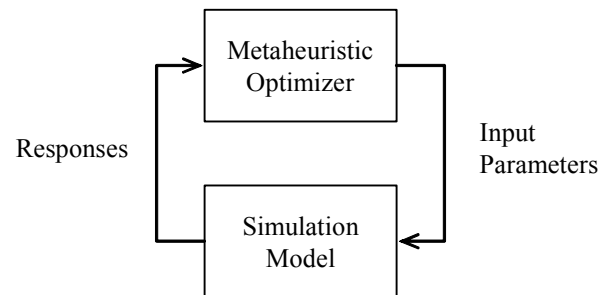 Metaheuristic
Optimizer
Responses
Input
Parameters
Simulation
Model